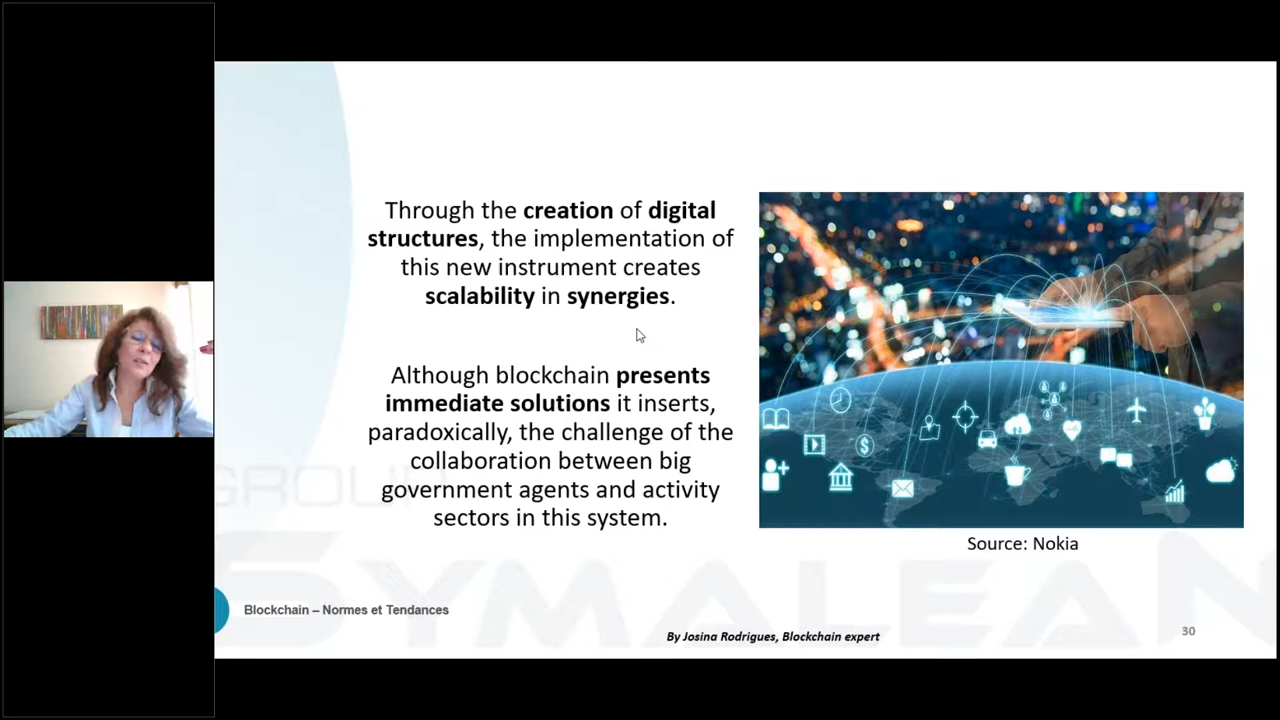 Through the creation of digital
structures, the implementation of
this new instrument creates
scalability in synergies.
Although blockchain presents
immediate solutions it inserts,
paradoxically, the challenge of the
collaboration between big
government agents and activity
sectors in this system.
Source: Nokia
GROUP
SYMALEAN
Blockchain – Normes et Tendances
By Josina Rodrigues, Blockchain expert
30